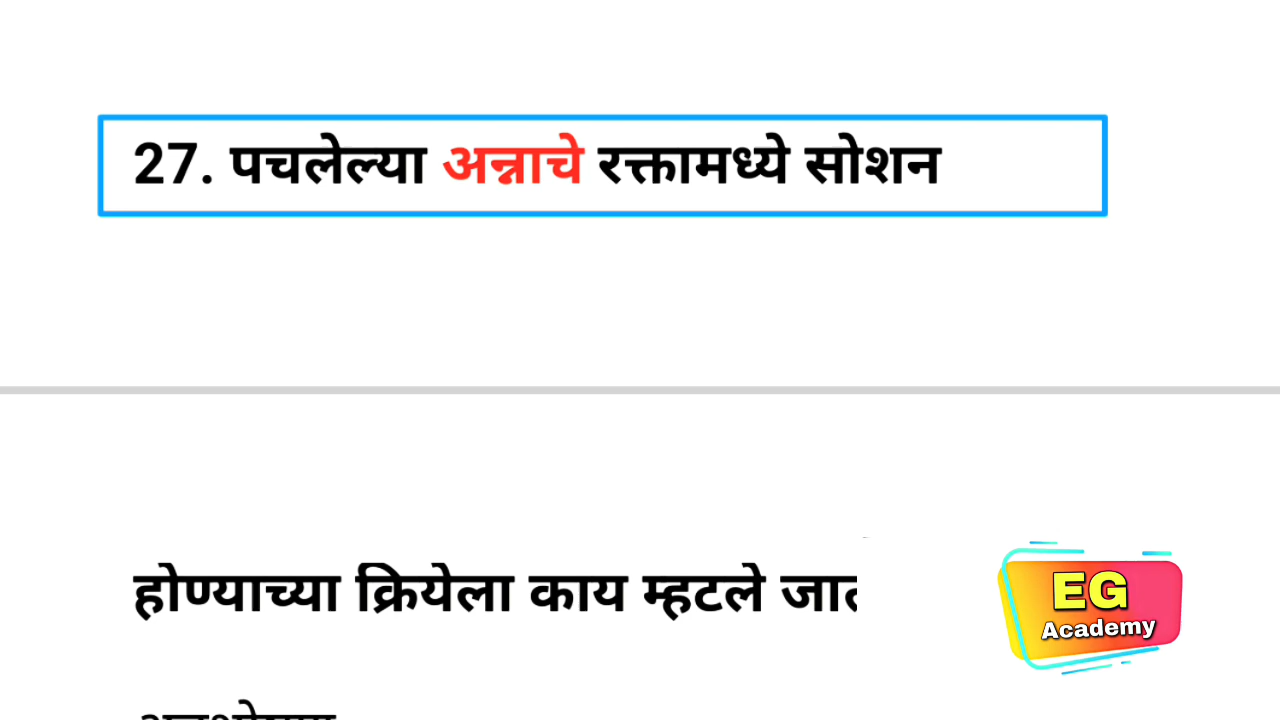 27. पचलेल्या अन्नाचे रक्तामध्ये सोशन
होण्याच्या क्रियेला काय म्हटले
EG
Academy